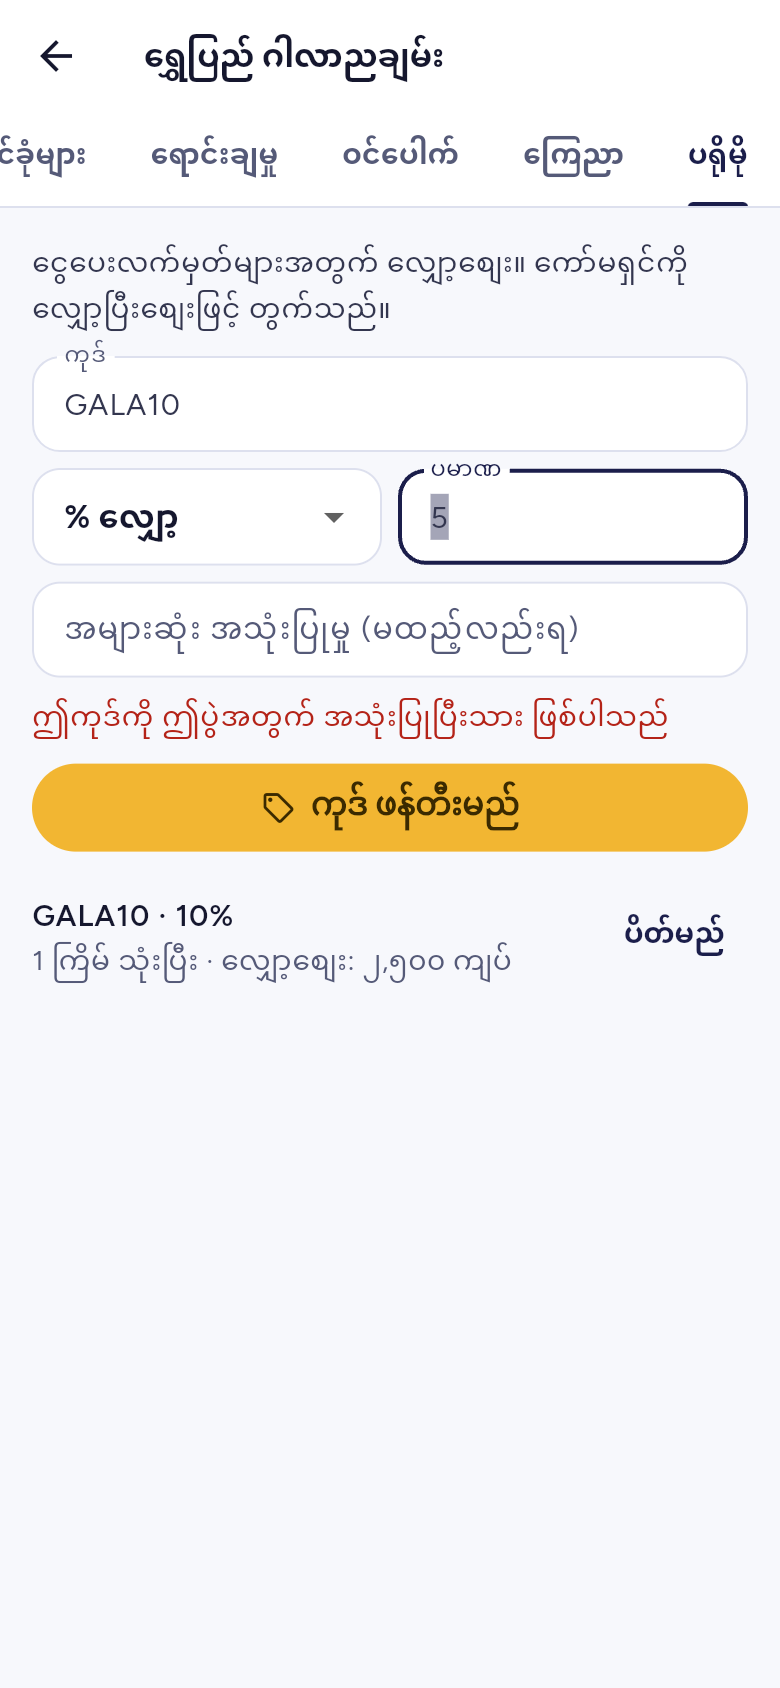 ရွှေပြည် ဂါလာညချမ်း
င်ခုံများ
ရောင်းချမှု
ဝင်ပေါက်
ကြေညာ
ပရိုမို
ငွေပေးလက်မှတ်များအတွက် လျှော့စျေး။ ကော်မရှင်ကို
လျှော့ပြီးစျေးဖြင့် တွက်သည်။
ကုဒ်
GALA10
% လျှော့
ပမာဏ
5
အများဆုံး အသုံးပြုမှု (မထည့်လည်းရ)
ဤကုဒ်ကို ဤပွဲအတွက် အသုံးပြုပြီးသား ဖြစ်ပါသည်
ကုဒ် ဖန်တီးမည်
GALA10 · 10%
ပိတ်မည်
1 ကြိမ် သုံးပြီး · လျှော့စျေး: ၂,၅၀၀ ကျပ်